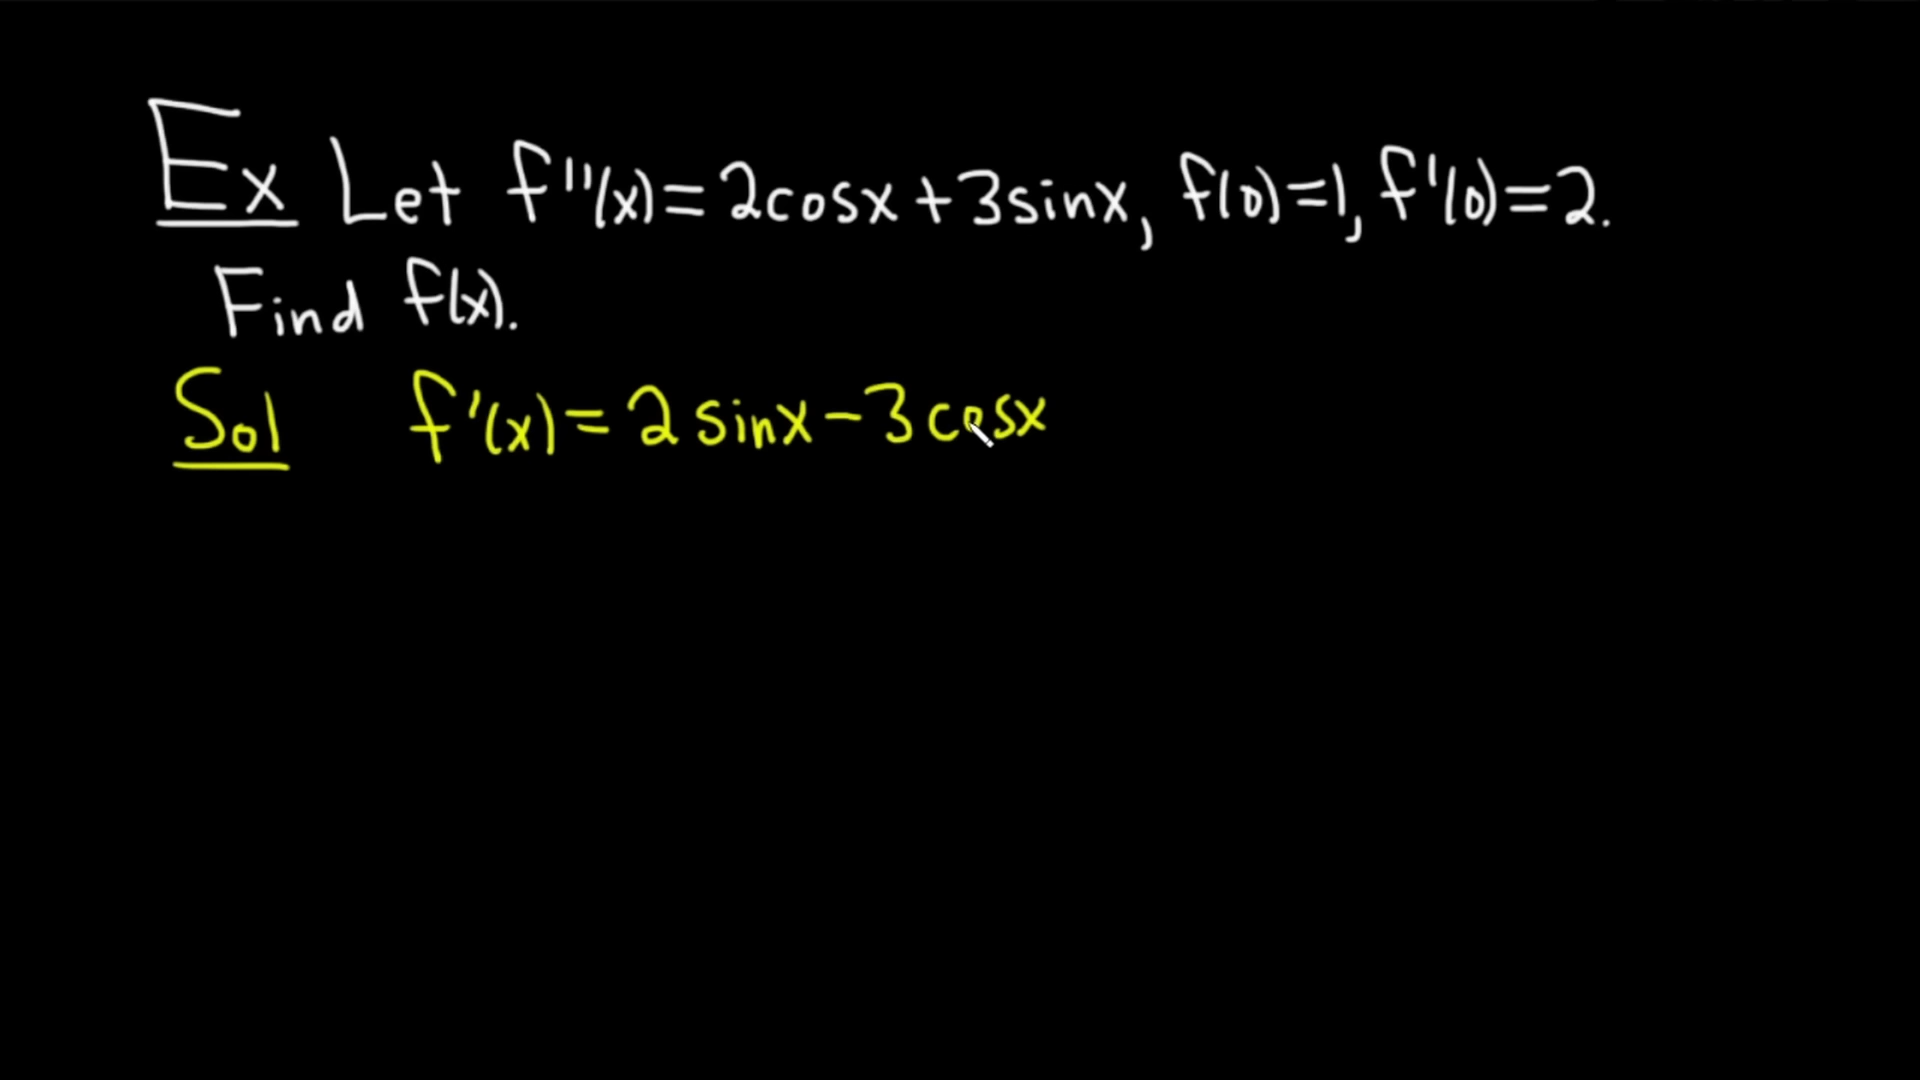 Ex Let f''(x)=2cosx+3sinx, f(0)=1, f'(0)=2.
Find f(x).
Sol f'(x)=2sinx-3cosx